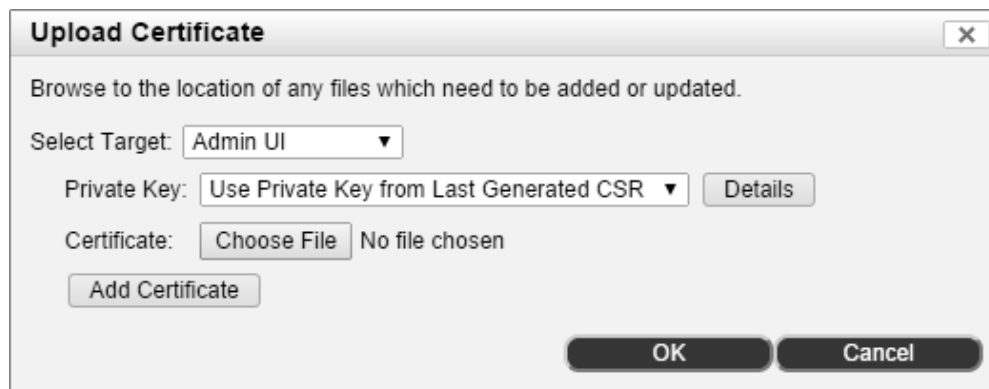 Upload Certificate
Browse to the location of any files which need to be added or updated.
Select Target: Admin UI
Private Key: Use Private Key from Last Generated CSR Details
Certificate: Choose File No file chosen
Add Certificate
OK Cancel